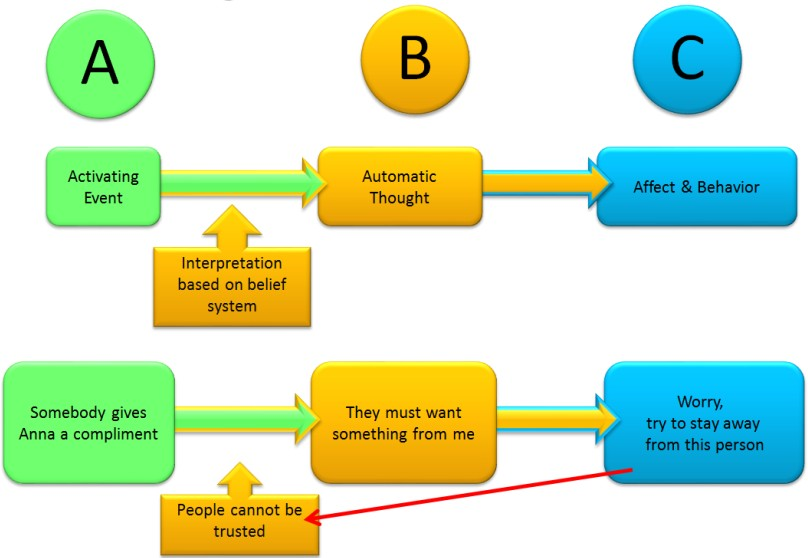 A
B
C
Activating
Event
Automatic
Thought
Affect & Behavior
Interpretation
based on belief
system
Somebody gives
Anna a compliment
They must want
something from me
Worry,
try to stay away
from this person
People cannot be
trusted